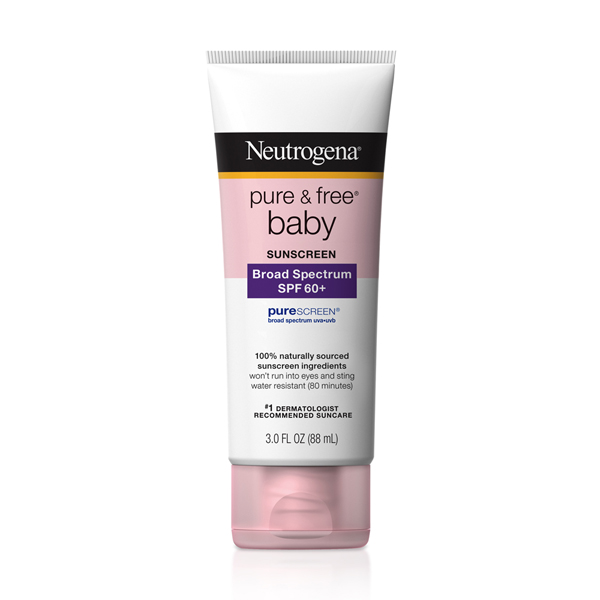 Neutrogena®
pure & free®
baby
SUNSCREEN
Broad Spectrum
SPF 60+
pureSCREEN®
broad spectrum uva•uvb
100% naturally sourced
sunscreen ingredients
won't run into eyes and sting
water resistant (80 minutes)
#1 DERMATOLOGIST
RECOMMENDED SUNCARE
3.0 FL OZ (88 mL)